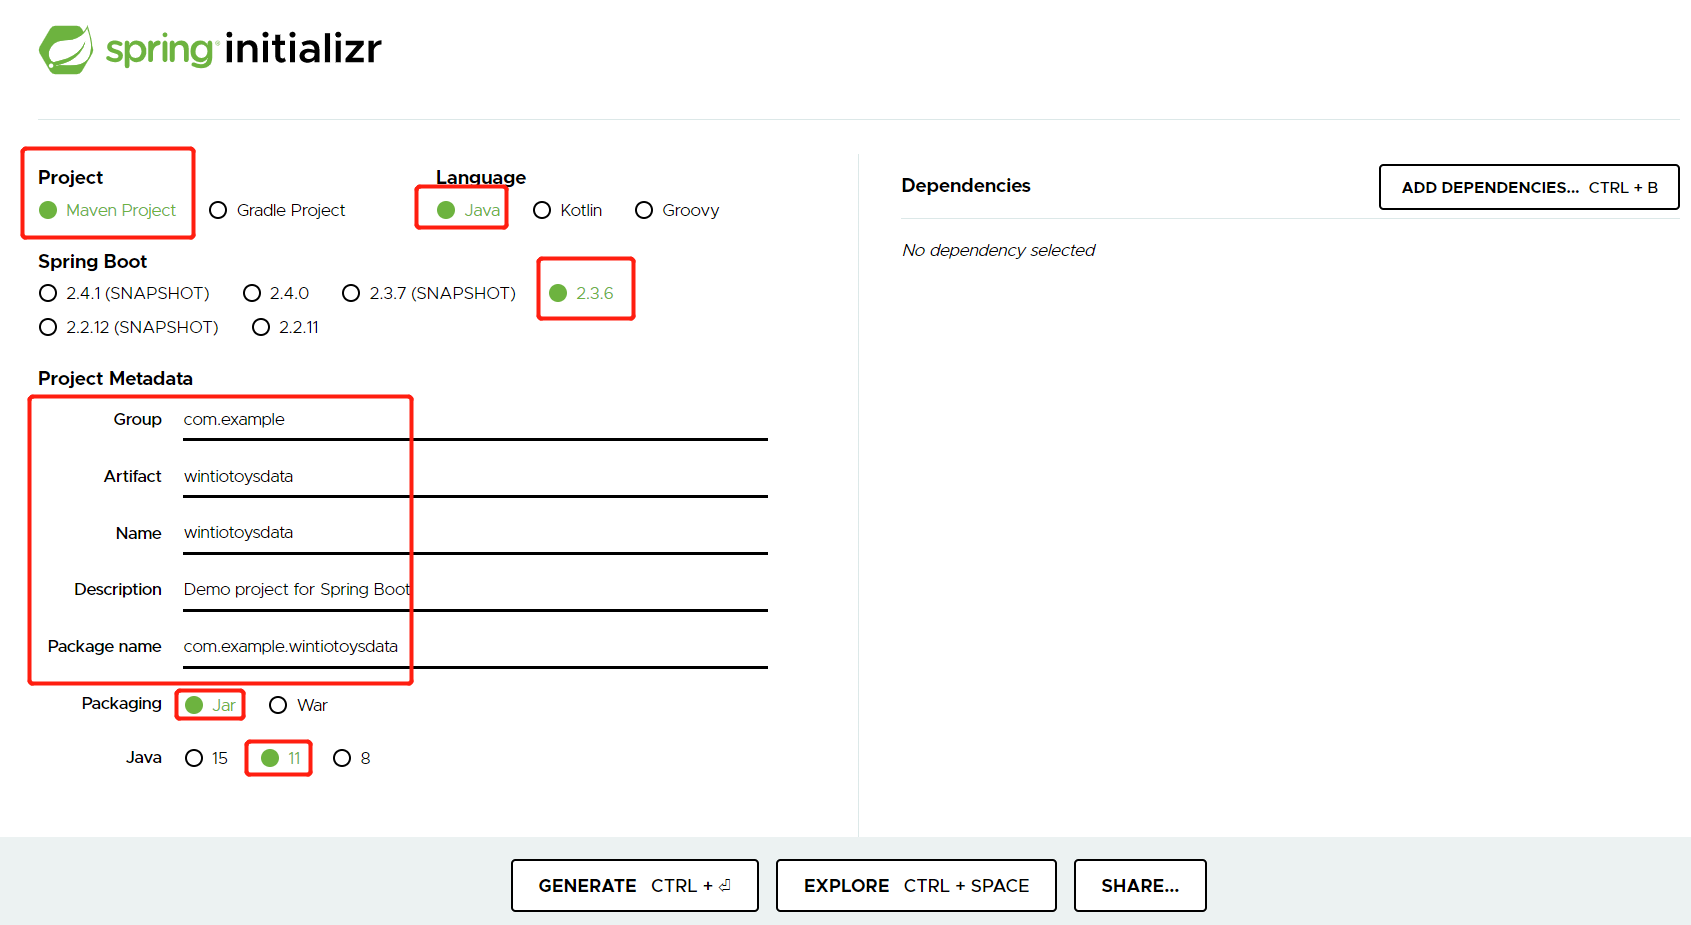 spring initializr
Project
Maven Project Gradle Project
Language
Java Kotlin Groovy
Spring Boot
2.4.1 (SNAPSHOT) 2.4.0 2.3.7 (SNAPSHOT) 2.3.6
2.2.12 (SNAPSHOT) 2.2.11
Project Metadata
Group com.example
Artifact wintiotoysdata
Name wintiotoysdata
Description Demo project for Spring Boot
Package name com.example.wintiotoysdata
Packaging Jar War
Java 15 11 8
Dependencies
ADD DEPENDENCIES... CTRL + B
No dependency selected
GENERATE CTRL + ⏎
EXPLORE CTRL + SPACE
SHARE...